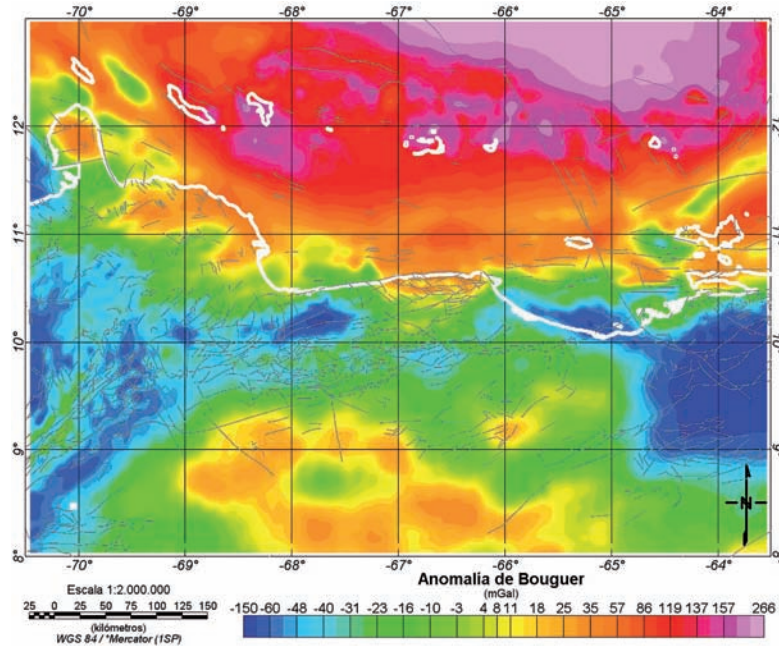 -70° -69° -68° -67° -66° -65° -64°
12
11
10
9°
8°
-70° -69° -68° -67° -66° -65° -64°
N
Escala 1:2.000.000
25 0 25 50 75 100 125 150
(kilómetros)
WGS 84 / *Mercator (1SP)
Anomalía de Bouguer
(mGal)
-150 -60 -48 -40 -31 -23 -16 -10 -3 4 8 11 18 25 35 57 86 119 137 157 266